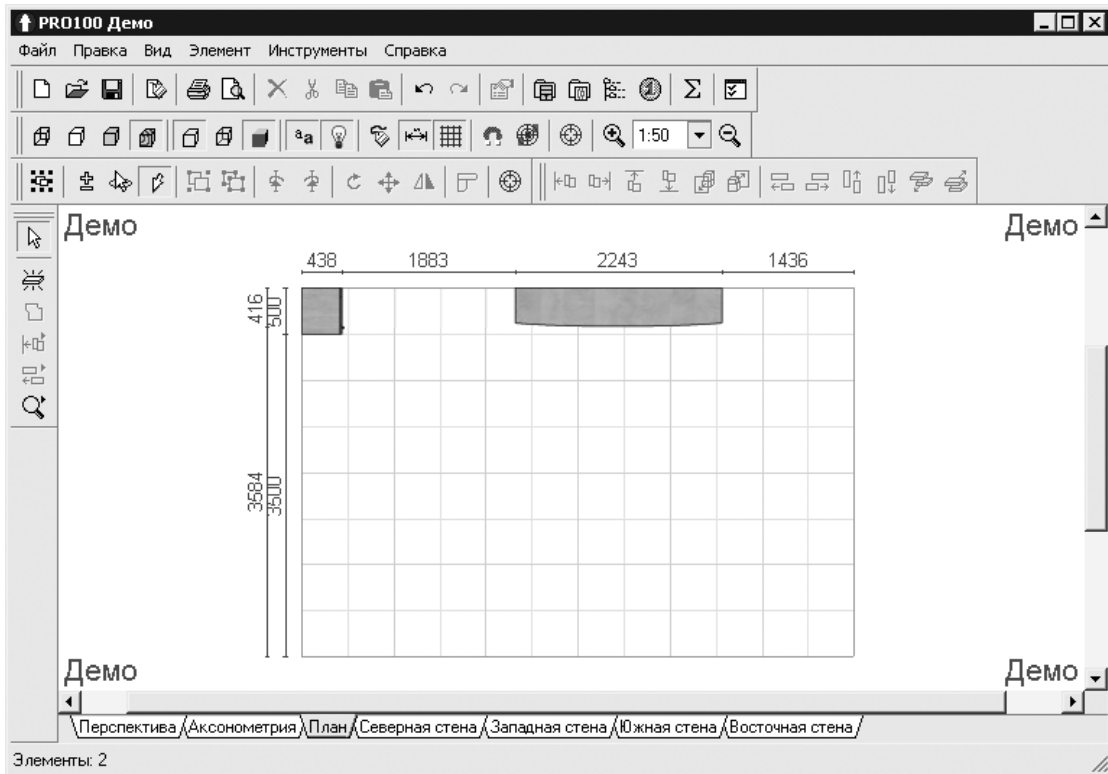 PRO100 Демо
Файл Правка Вид Элемент Инструменты Справка
aa 1:50
Демо Демо
438 1883 2243 1436
416
500
3584
3500
Демо Демо
Перспектива Аксонометрия План Северная стена Западная стена Южная стена Восточная стена
Элементы: 2